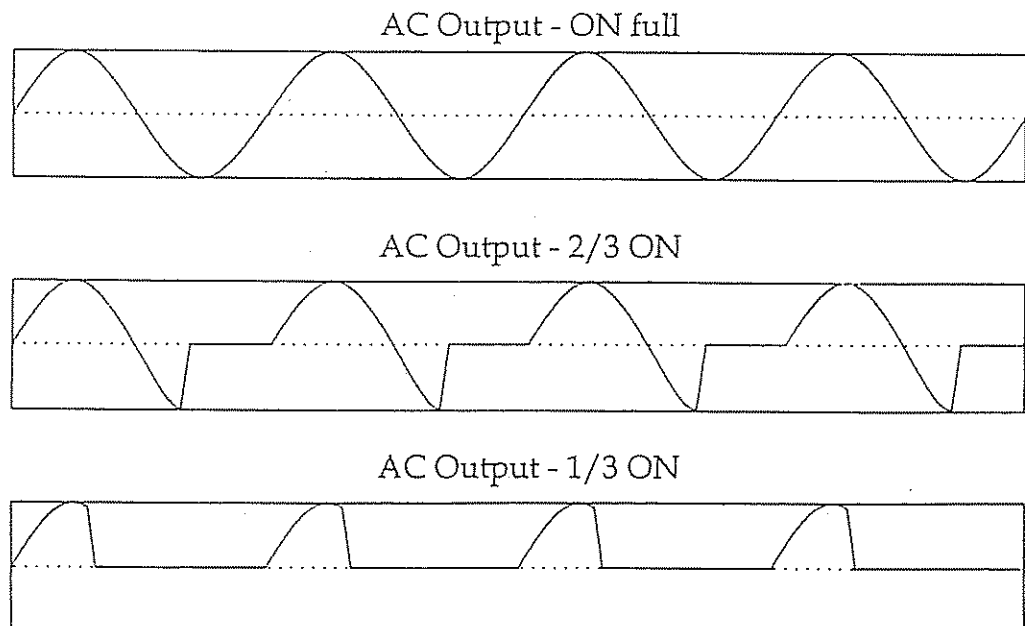 AC Output - ON full
AC Output - 2/3 ON
AC Output - 1/3 ON